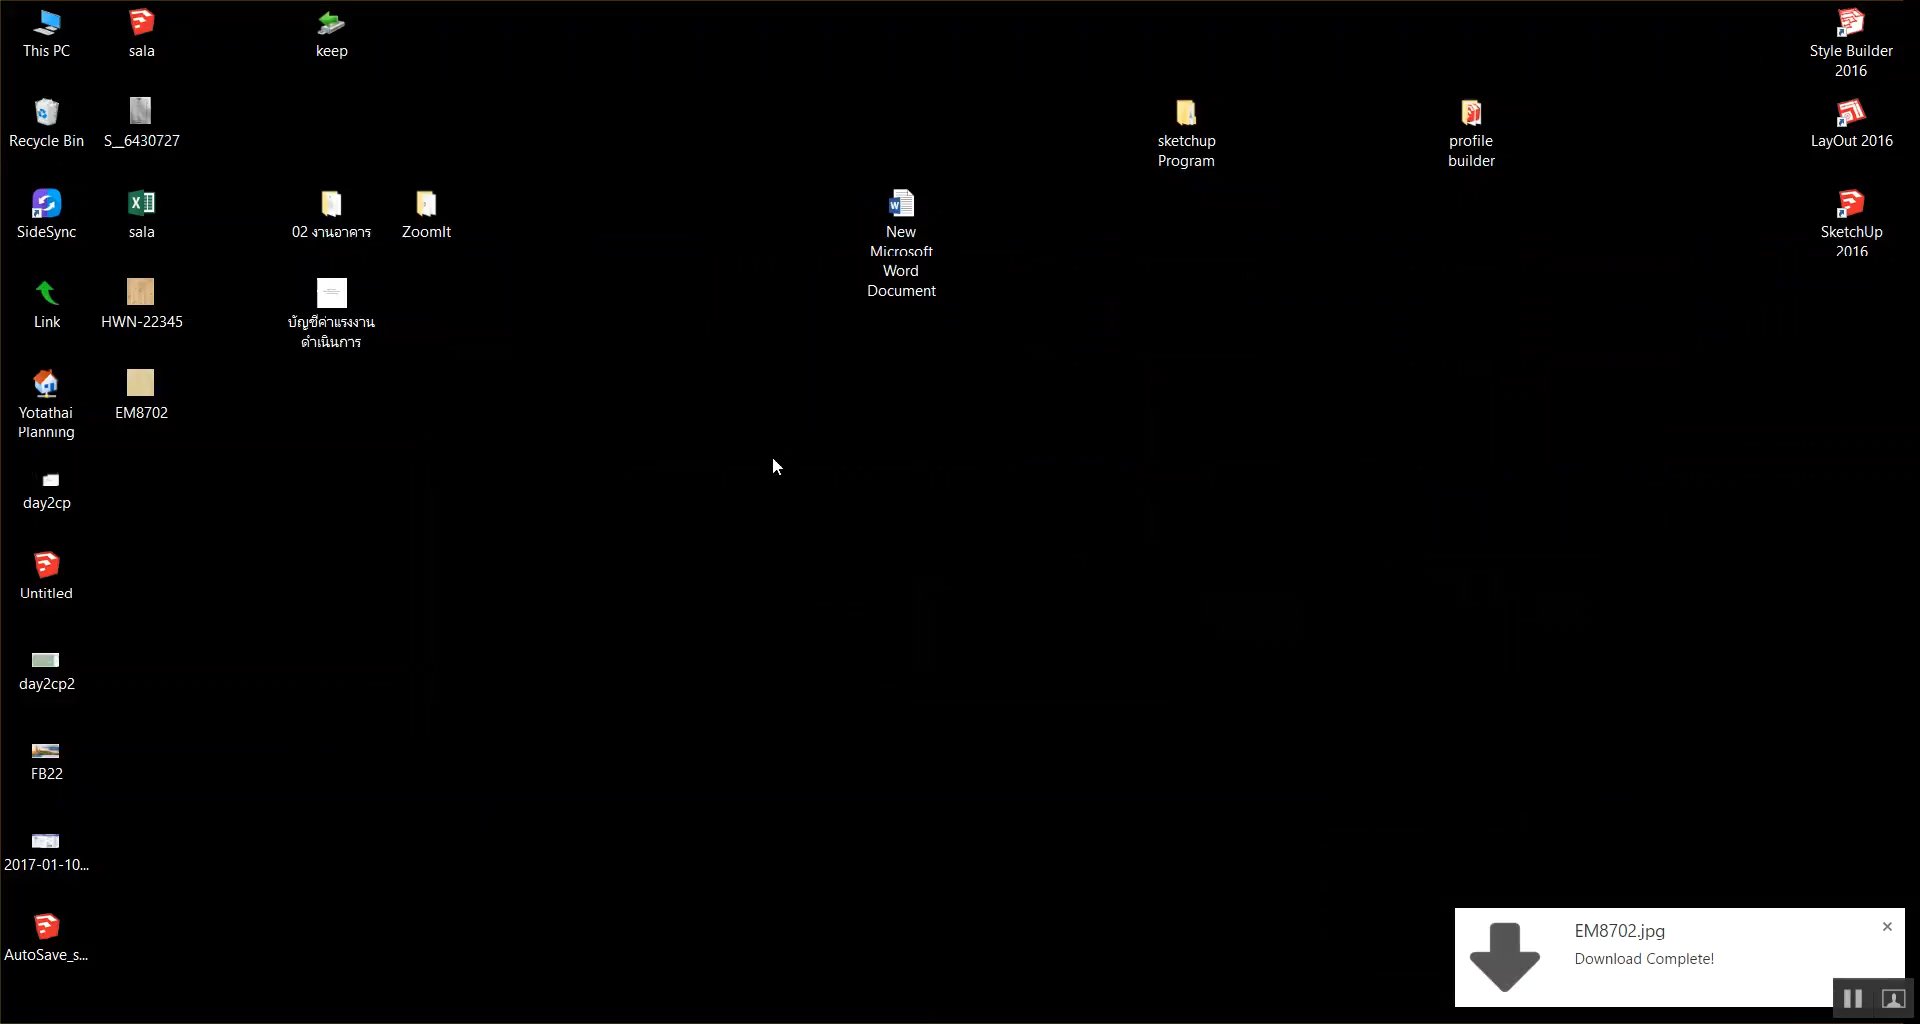 This PC
sala
keep
Style Builder
2016
Recycle Bin
S__6430727
sketchup
Program
profile
builder
LayOut 2016
SideSync
sala
02 งานอาคาร
ZoomIt
New
Microsoft
Word
Document
SketchUp
2016
Link
HWN-22345
บัญชีค่าแรงงาน
ดำเนินการ
Yotathai
Planning
EM8702
day2cp
Untitled
day2cp2
FB22
2017-01-10...
AutoSave_s...
EM8702.jpg
Download Complete!